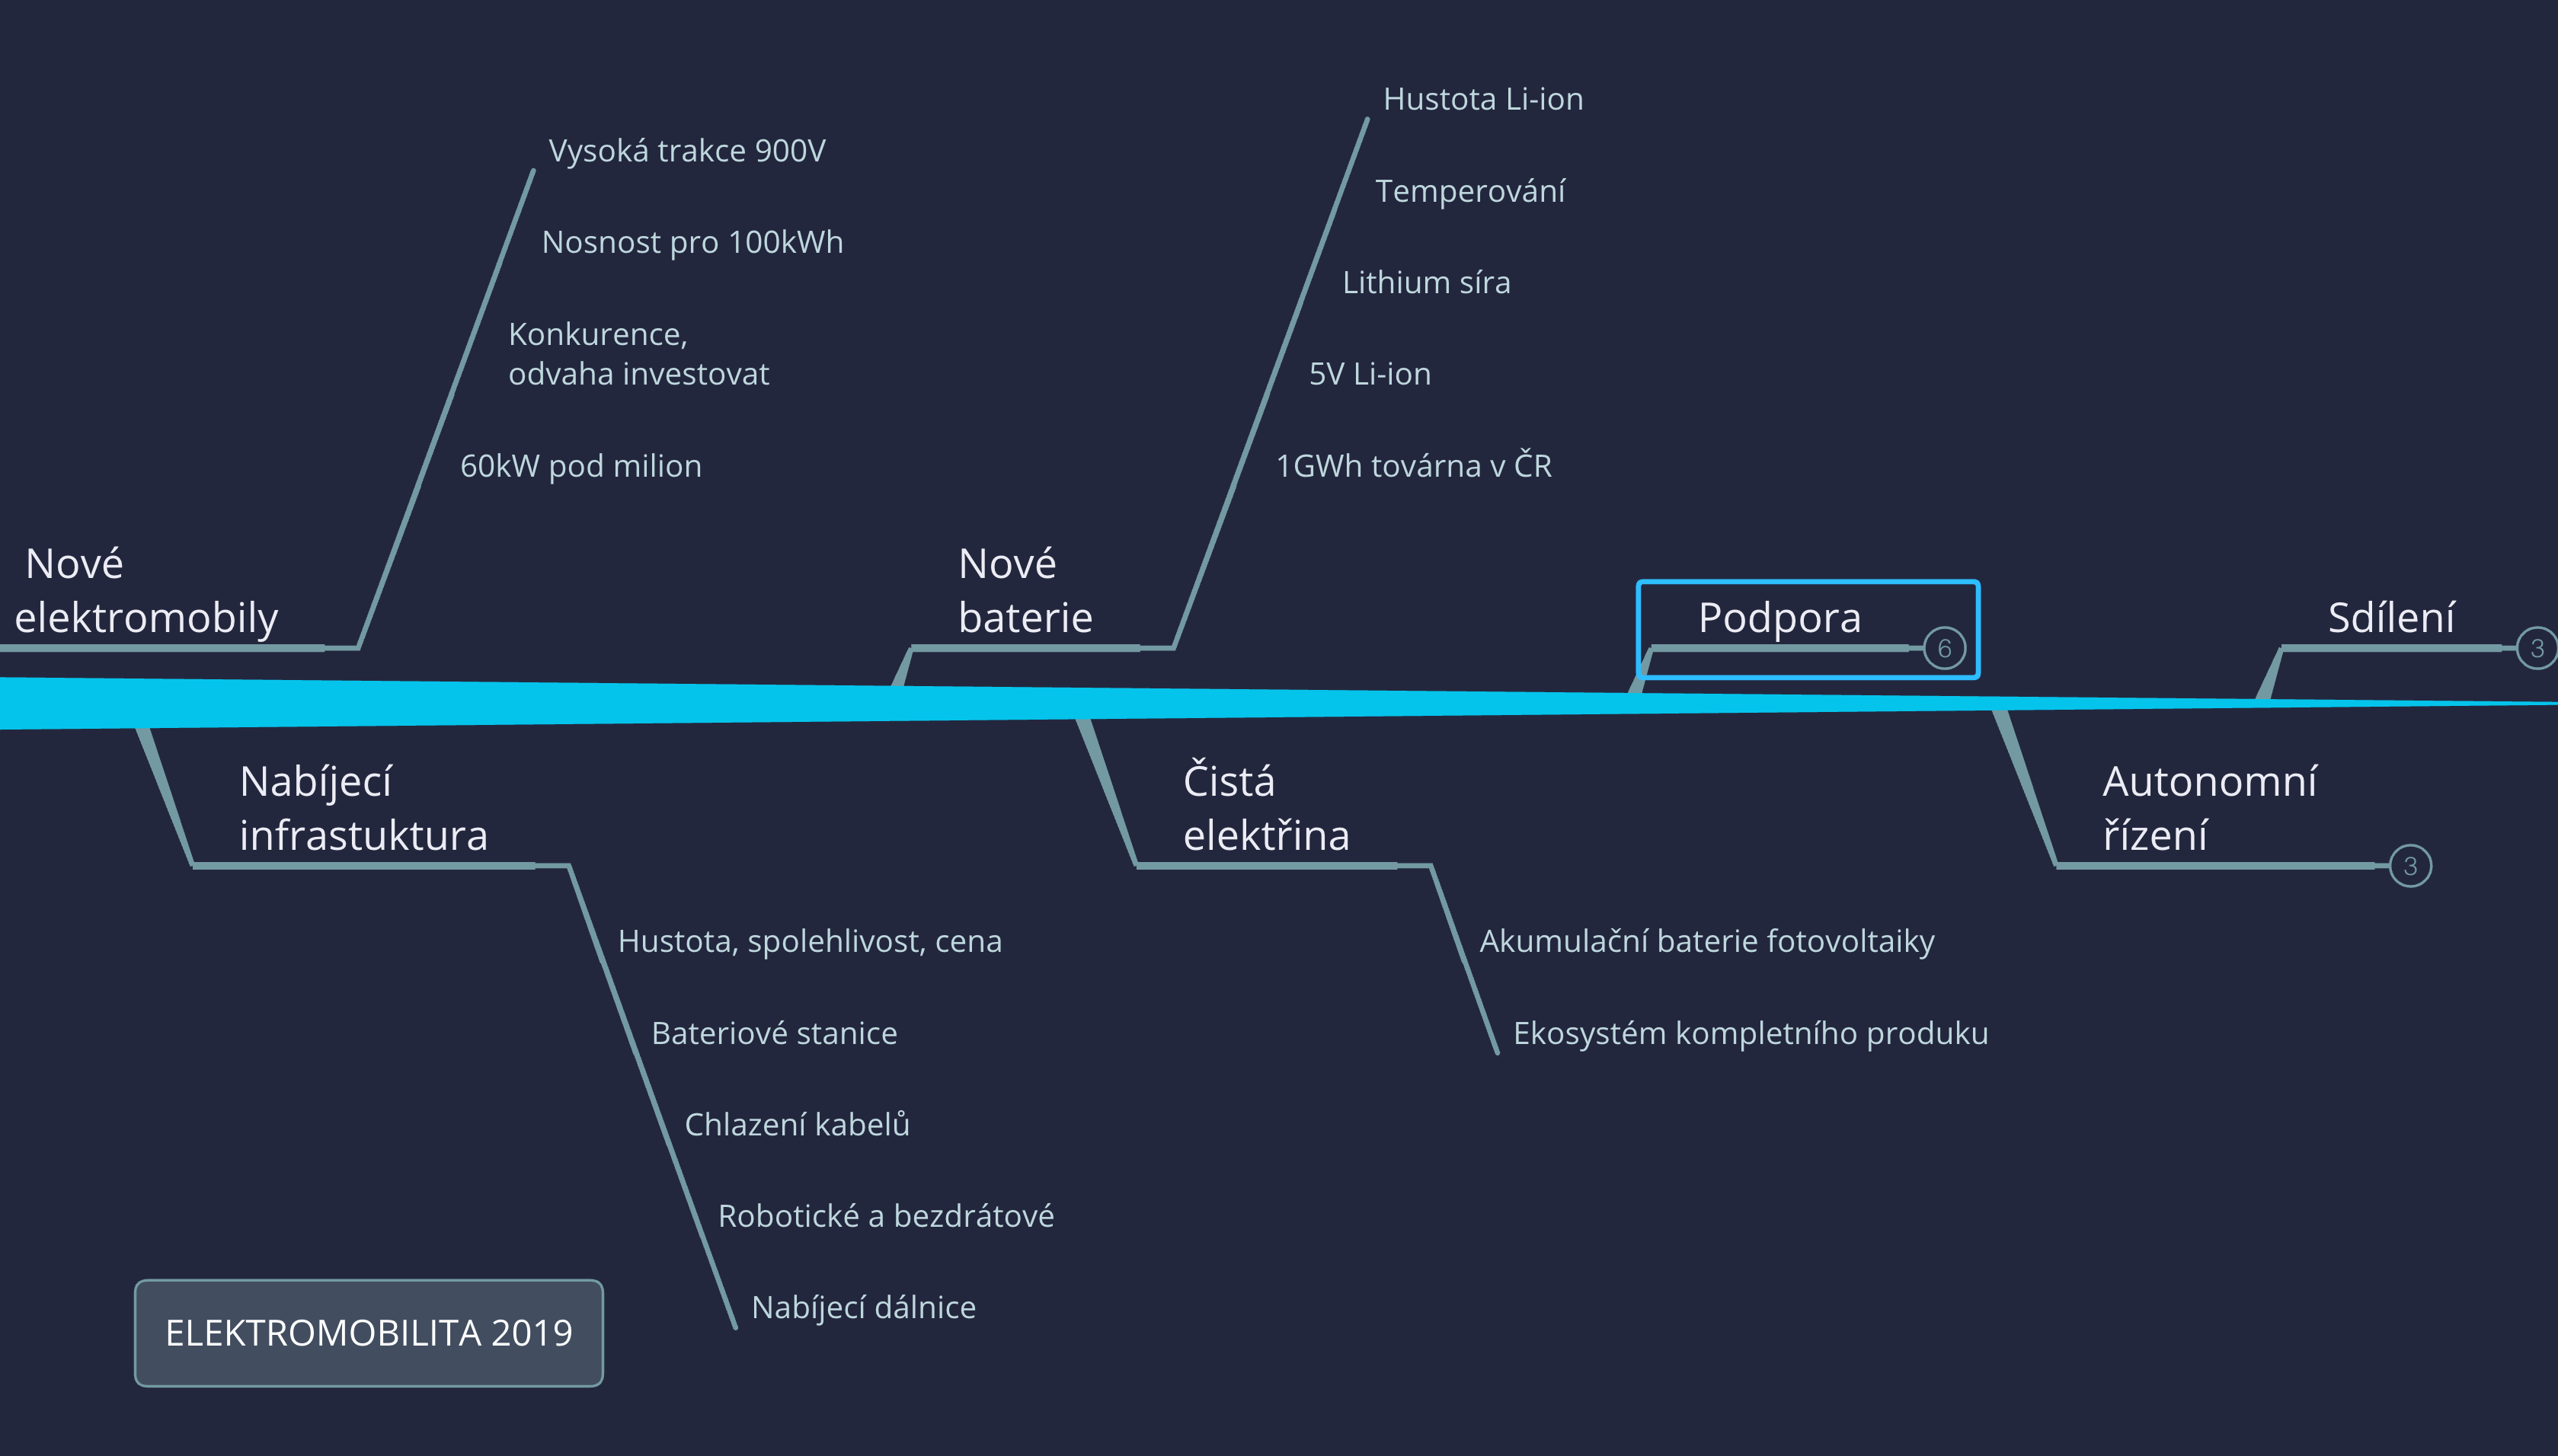 Vysoká trakce 900V
Nosnost pro 100kWh
Konkurence,
odvaha investovat
60kW pod milion
Nové
elektromobily
Hustota Li-ion
Temperování
Lithium síra
5V Li-ion
1GWh továrna v ČR
Nové
baterie
Podpora
6
Sdílení
3
Nabíjecí
infrastuktura
Hustota, spolehlivost, cena
Bateriové stanice
Chlazení kabelů
Robotické a bezdrátové
Nabíjecí dálnice
Čistá
elektřina
Akumulační baterie fotovoltaiky
Ekosystém kompletního produku
Autonomní
řízení
3
ELEKTROMOBILITA 2019